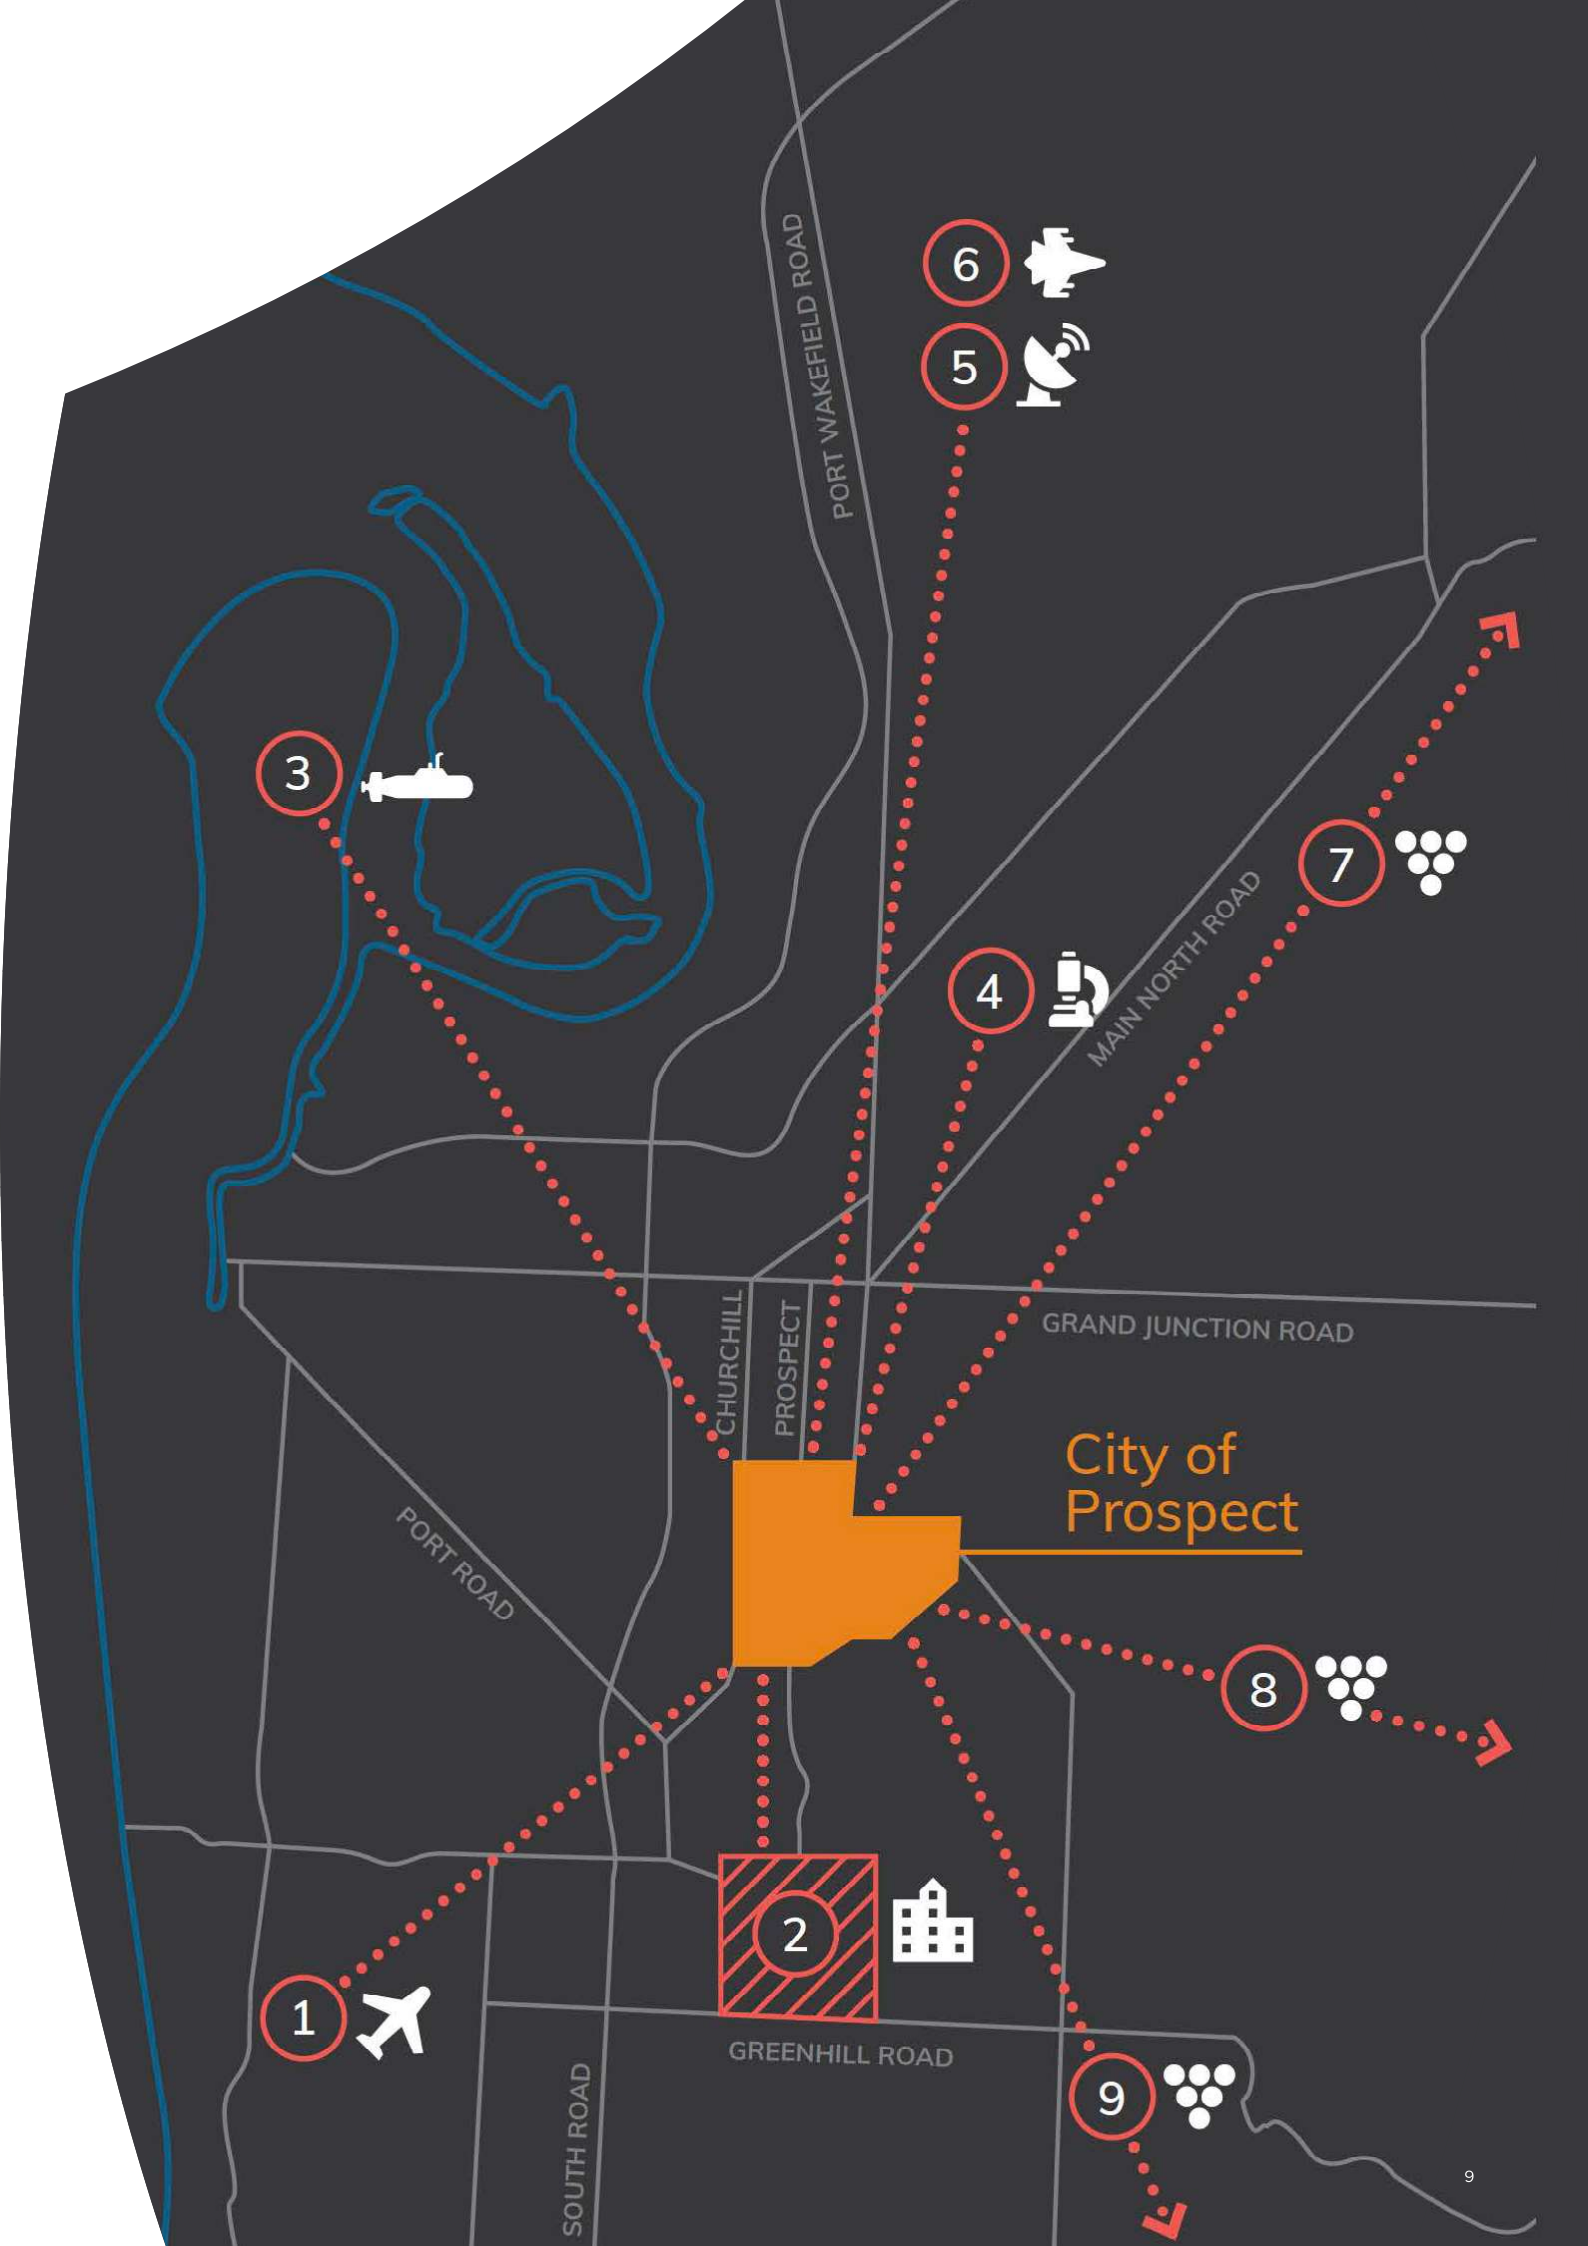 6
PORT WAKEFIELD ROAD
5
3
7
MAIN NORTH ROAD
4
GRAND JUNCTION ROAD
CHURCHILL
PROSPECT
City of
Prospect
PORT ROAD
8
2
1
GREENHILL ROAD
SOUTH ROAD
9
9